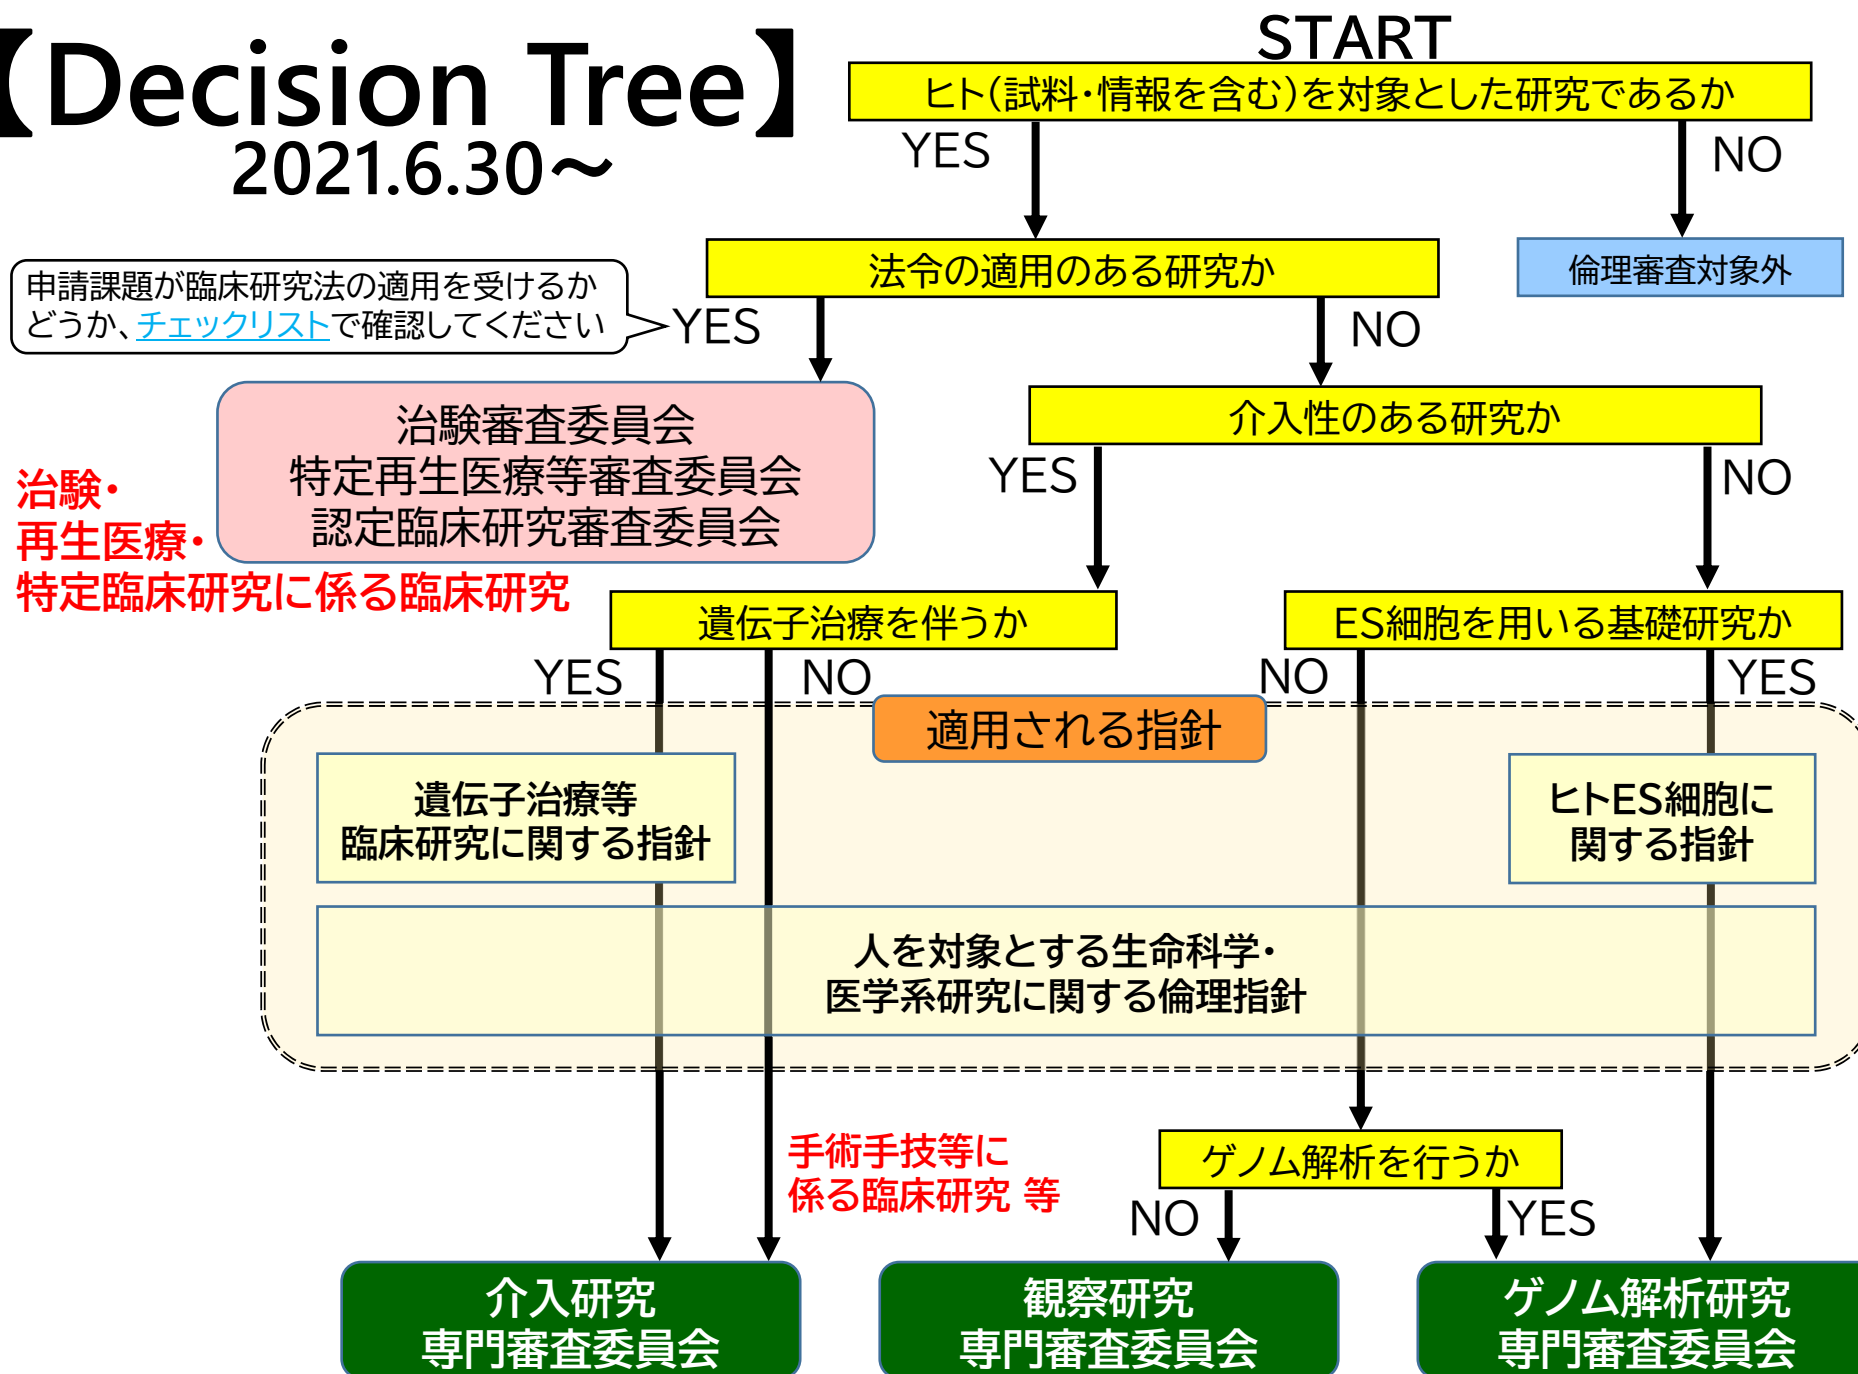 【Decision Tree】
2021.6.30～
START
ヒト(試料・情報を含む)を対象とした研究であるか
YES
NO
法令の適用のある研究か
倫理審査対象外
申請課題が臨床研究法の適用を受けるか
どうか、チェックリストで確認してください
YES
NO
治験審査委員会
特定再生医療等審査委員会
認定臨床研究審査委員会
治験・
再生医療・
特定臨床研究に係る臨床研究
介入性のある研究か
YES
NO
遺伝子治療を伴うか
ES細胞を用いる基礎研究か
YES
NO
NO
YES
適用される指針
遺伝子治療等
臨床研究に関する指針
ヒトES細胞に
関する指針
人を対象とする生命科学・
医学系研究に関する倫理指針
手術手技等に
係る臨床研究 等
ゲノム解析を行うか
NO
YES
介入研究
専門審査委員会
観察研究
専門審査委員会
ゲノム解析研究
専門審査委員会